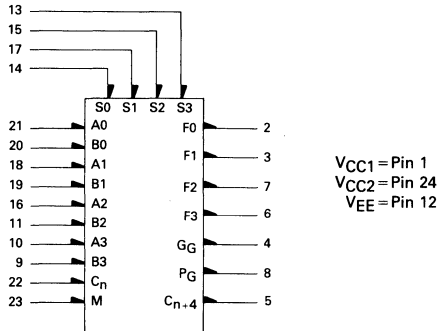 13
15
17
14
S0 S1 S2 S3
21 A0 F0 2
20 B0
18 A1 F1 3
19 B1
16 A2 F2 7
11 B2
10 A3 F3 6
9 B3 GG 4
22 Cn PG 8
23 M Cn+4 5
VCC1=Pin 1
VCC2=Pin 24
VEE=Pin 12